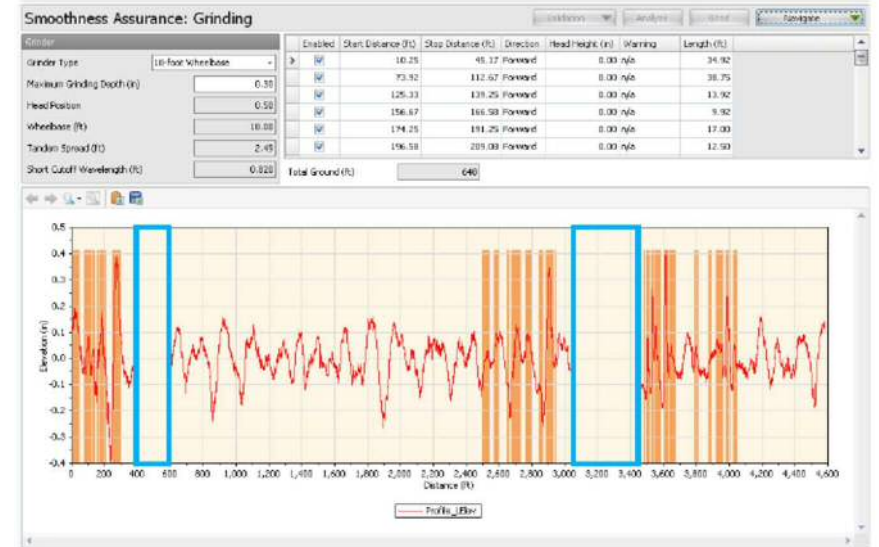 Smoothness Assurance: Grinding
Analyze
Navigate
Grinder
Grinder Type 10-foot Wheelbase
Maximum Grinding Depth (in) 0.30
Head Position 0.50
Wheelbase (ft) 10.00
Tandem Spread (ft) 2.45
Short Cutoff Wavelength (ft) 0.820
Enabled Start Distance (ft) Stop Distance (ft) Direction Head Height (in) Warning Length (ft)
10.25 45.17 Forward 0.00 n/a 34.92
73.92 112.67 Forward 0.00 n/a 38.75
125.33 139.25 Forward 0.00 n/a 13.92
156.67 166.58 Forward 0.00 n/a 9.92
174.25 191.25 Forward 0.00 n/a 17.00
196.58 209.08 Forward 0.00 n/a 12.50
Total Ground (ft) 640
0.5
0.4
0.3
0.2
0.1
0.0
-0.1
-0.2
-0.3
-0.4
Elevation (in)
0 200 400 600 800 1,000 1,200 1,400 1,600 1,800 2,000 2,200 2,400 2,600 2,800 3,000 3,200 3,400 3,600 3,800 4,000 4,200 4,400 4,600
Distance (ft)
Profile_LElev